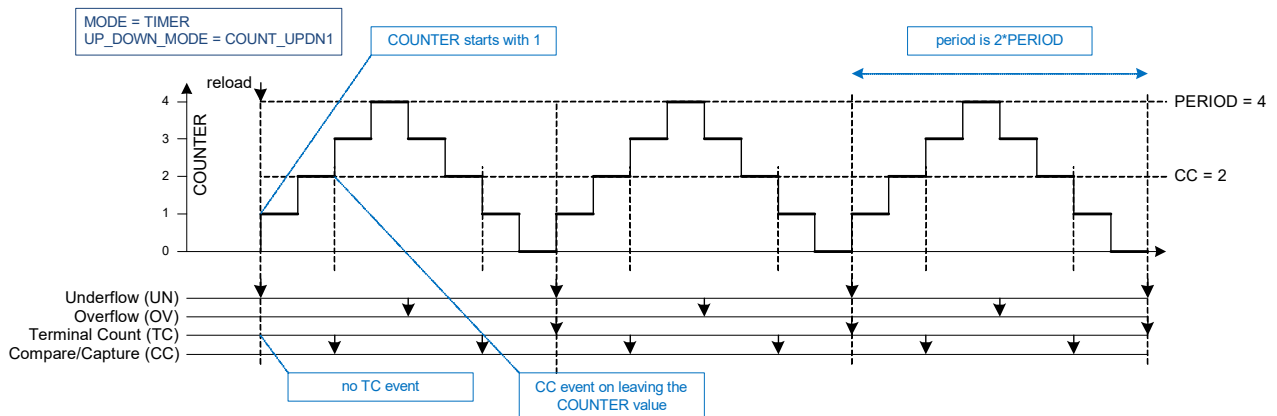 MODE = TIMER
UP_DOWN_MODE = COUNT_UPDN1
COUNTER starts with 1
period is 2*PERIOD
reload
4
3
2
1
0
COUNTER
PERIOD = 4
CC = 2
Underflow (UN)
Overflow (OV)
Terminal Count (TC)
Compare/Capture (CC)
no TC event
CC event on leaving the
COUNTER value